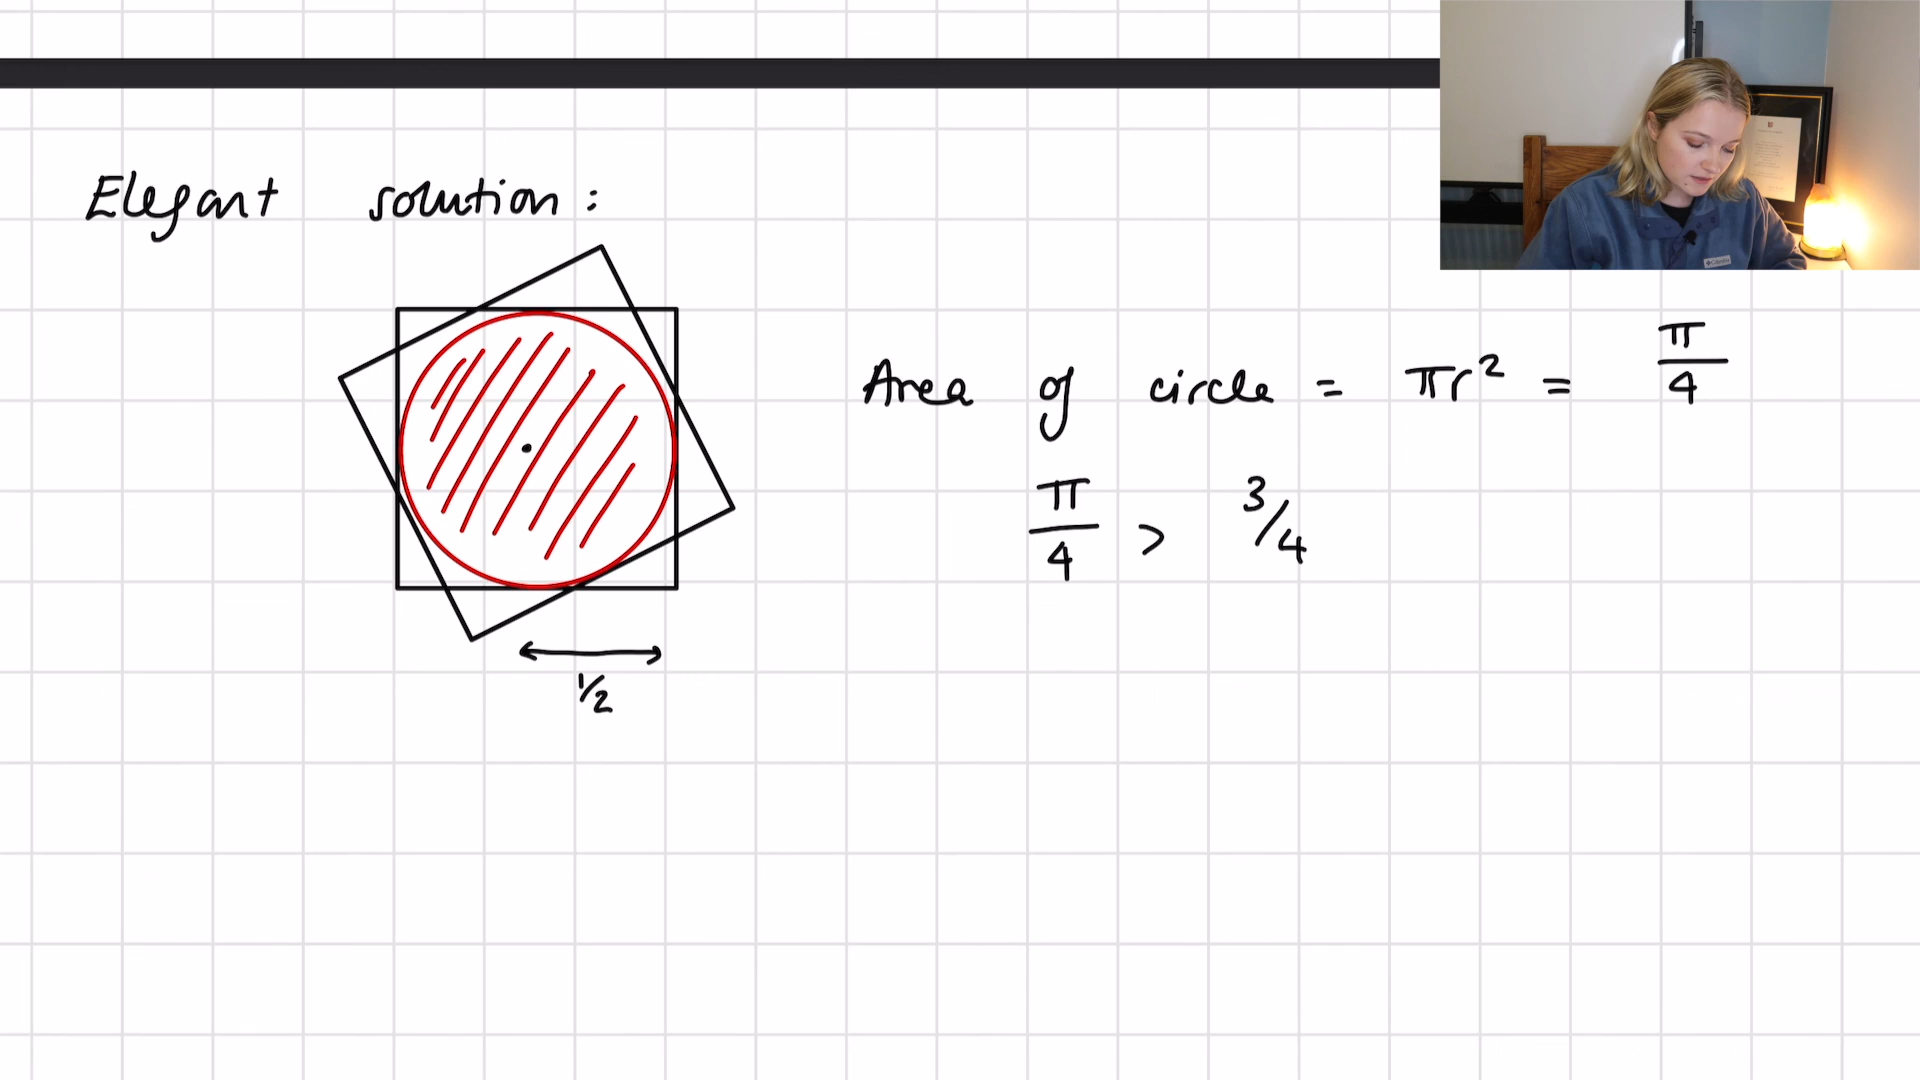 Elegant solution:
Area of circle = πr² = π/4
π/4 > 3/4
1/2